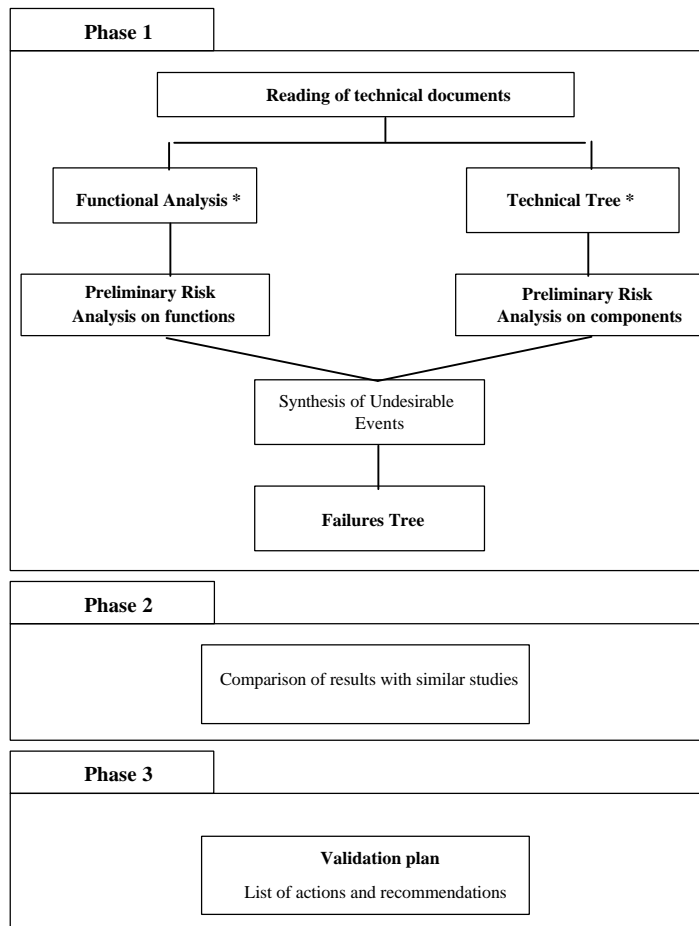 Phase 1
Reading of technical documents
Functional Analysis *
Technical Tree *
Preliminary Risk
Analysis on functions
Preliminary Risk
Analysis on components
Synthesis of Undesirable
Events
Failures Tree
Phase 2
Comparison of results with similar studies
Phase 3
Validation plan
List of actions and recommendations